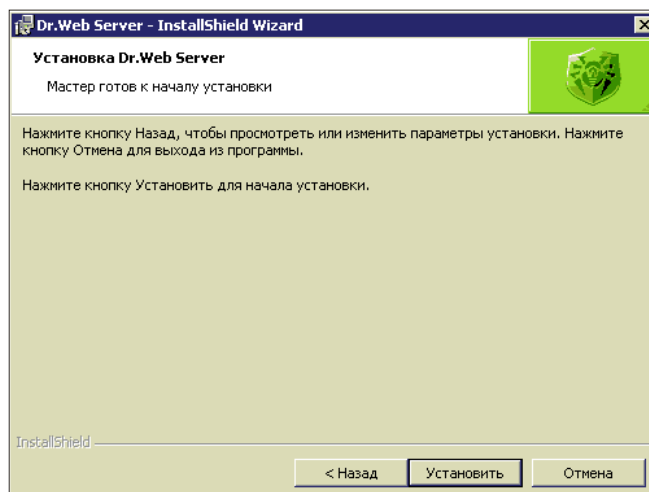 Dr.Web Server - InstallShield Wizard
Установка Dr.Web Server
Мастер готов к началу установки
Нажмите кнопку Назад, чтобы просмотреть или изменить параметры установки. Нажмите
кнопку Отмена для выхода из программы.
Нажмите кнопку Установить для начала установки.
InstallShield
< Назад
Установить
Отмена